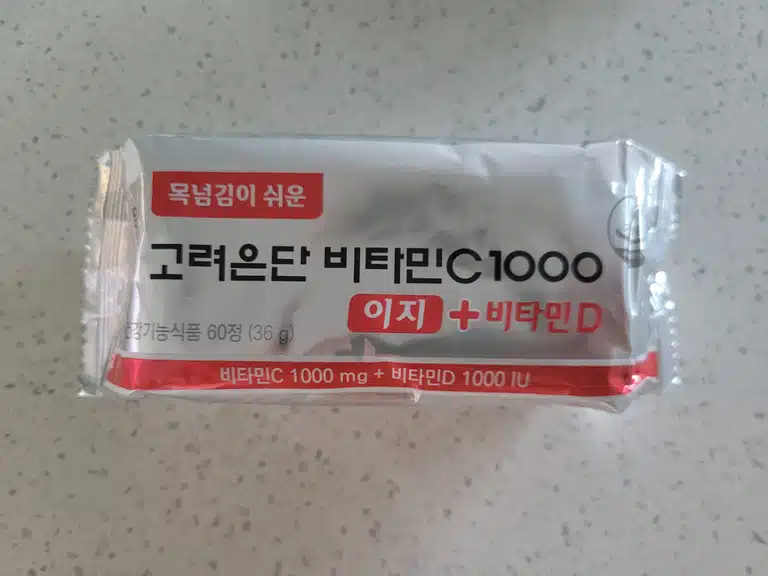 목넘김이 쉬운
고려은단 비타민C1000
이지 +비타민D
건강기능식품 60정 (36 g)
비타민C 1000 mg + 비타민D 1000 IU